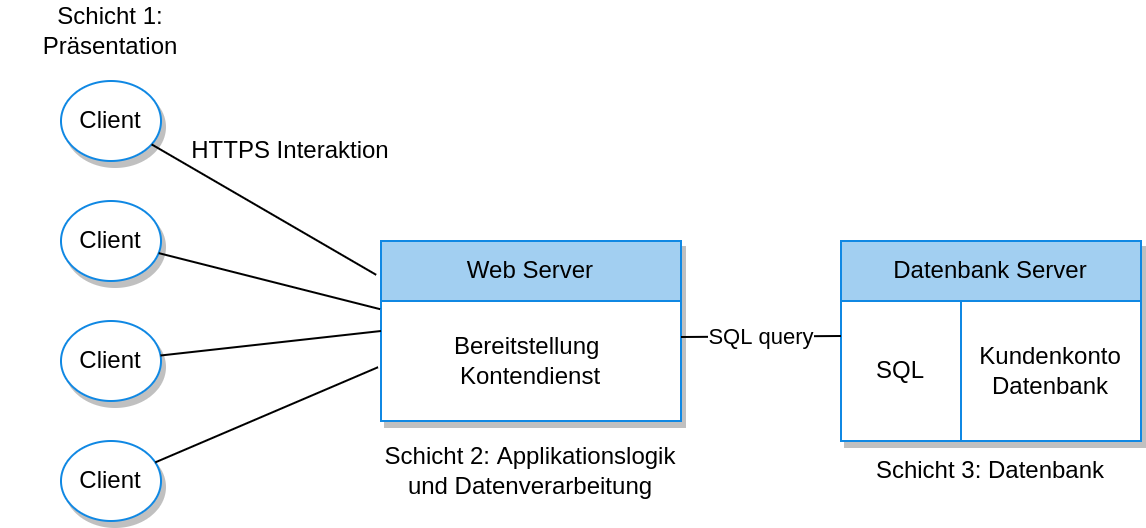 Schicht 1:
Präsentation
Client
HTTPS Interaktion
Client
Client
Client
Web Server
Bereitstellung
Kontendienst
Schicht 2: Applikationslogik
und Datenverarbeitung
SQL query
Datenbank Server
SQL
Kundenkonto
Datenbank
Schicht 3: Datenbank